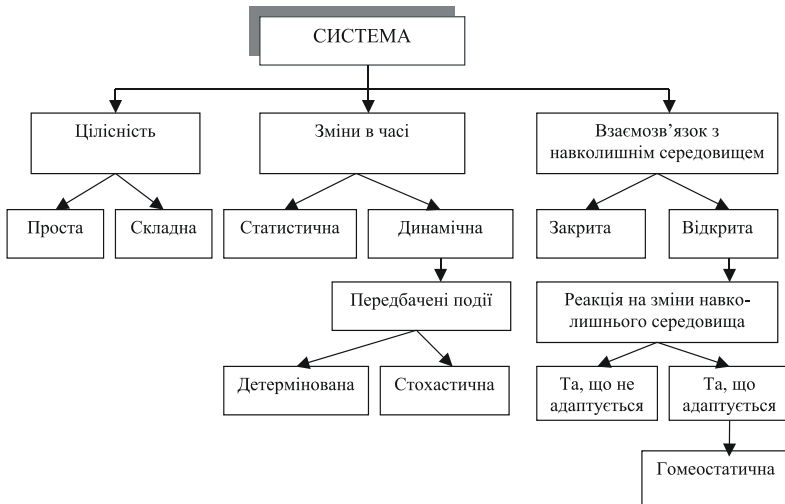 СИСТЕМА
Цілісність
Зміни в часі
Взаємозв’язок з
навколишнім середовищем
Проста
Складна
Статистична
Динамічна
Закрита
Відкрита
Передбачені події
Реакція на зміни навко-
лишнього середовища
Детермінована
Стохастична
Та, що не
адаптується
Та, що
адаптується
Гомеостатична